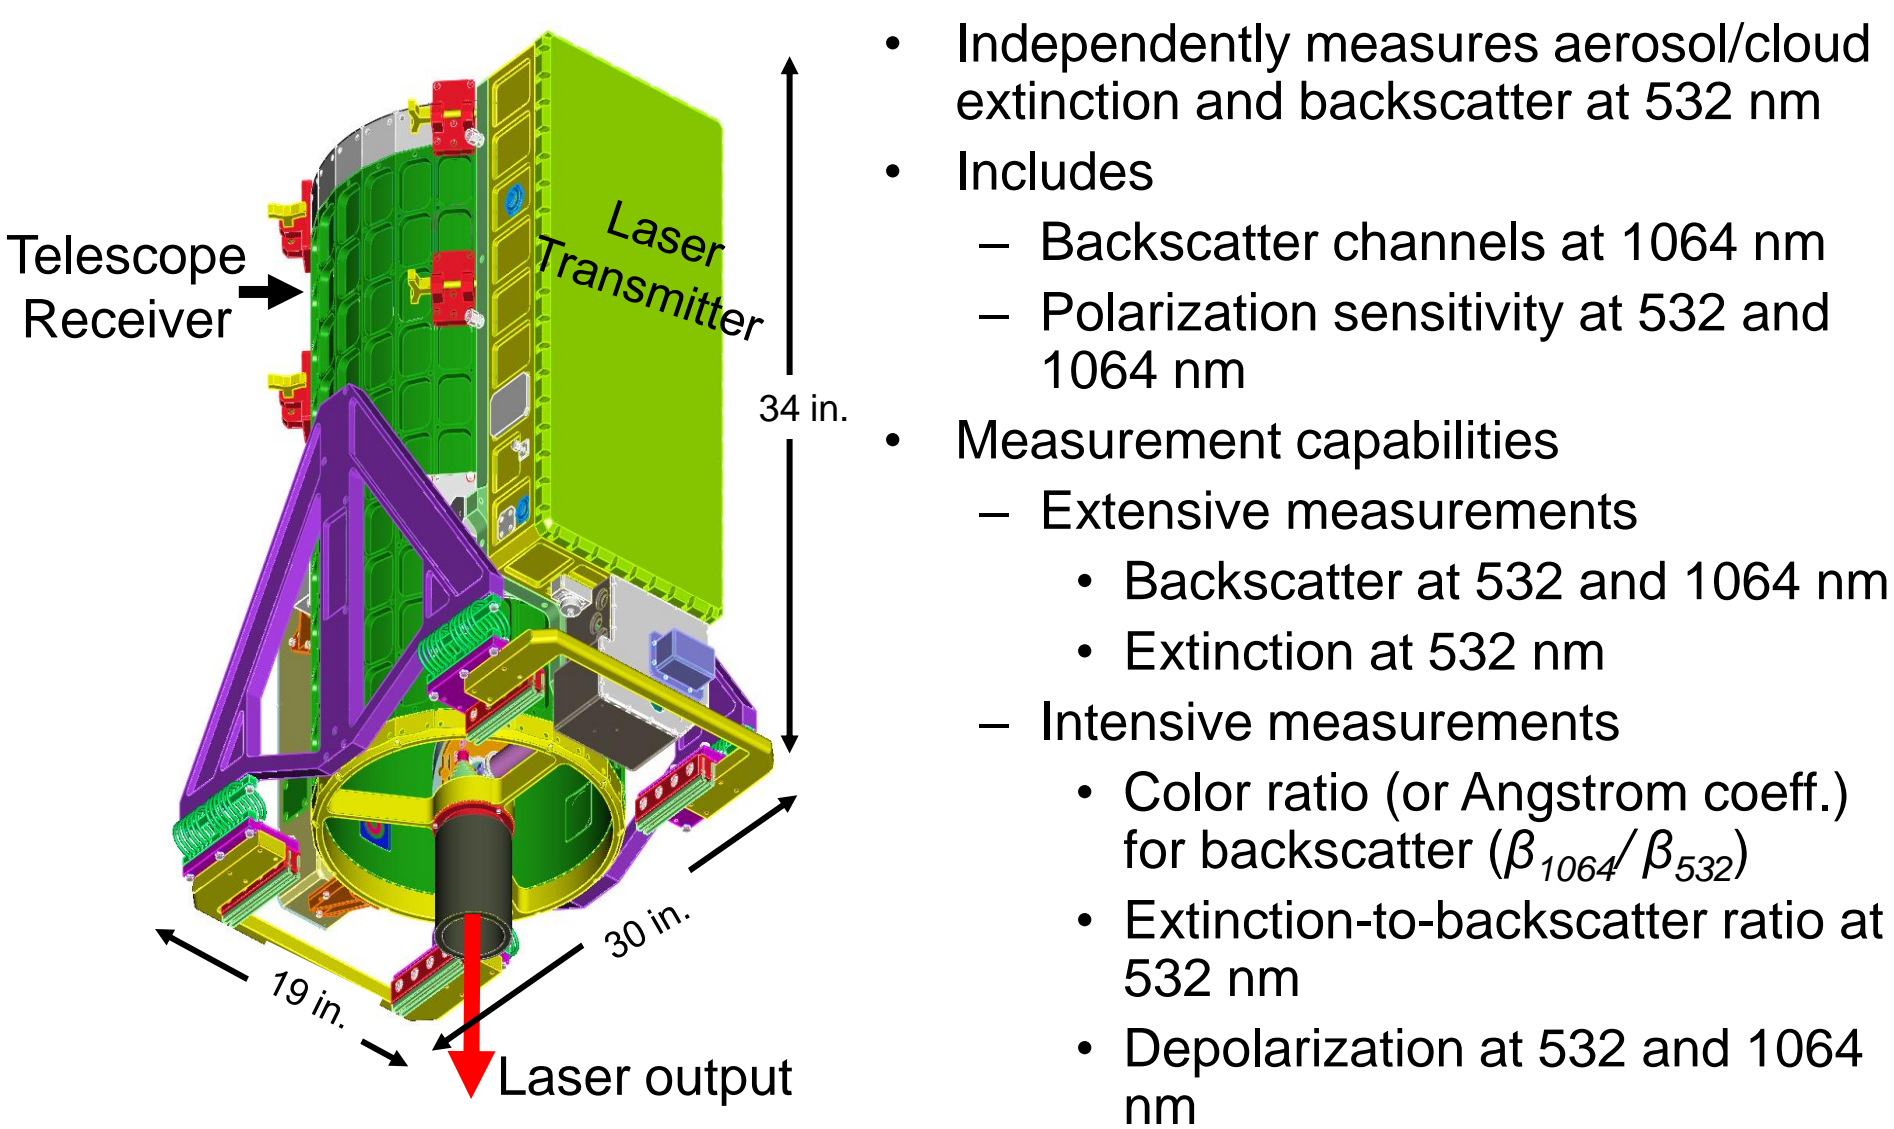 Telescope
Receiver
Laser
Transmitter
34 in.
30 in.
19 in.
Laser output
• Independently measures aerosol/cloud
extinction and backscatter at 532 nm
• Includes
– Backscatter channels at 1064 nm
– Polarization sensitivity at 532 and
1064 nm
• Measurement capabilities
– Extensive measurements
• Backscatter at 532 and 1064 nm
• Extinction at 532 nm
– Intensive measurements
• Color ratio (or Angstrom coeff.)
for backscatter (β1064/β532)
• Extinction-to-backscatter ratio at
532 nm
• Depolarization at 532 and 1064
nm